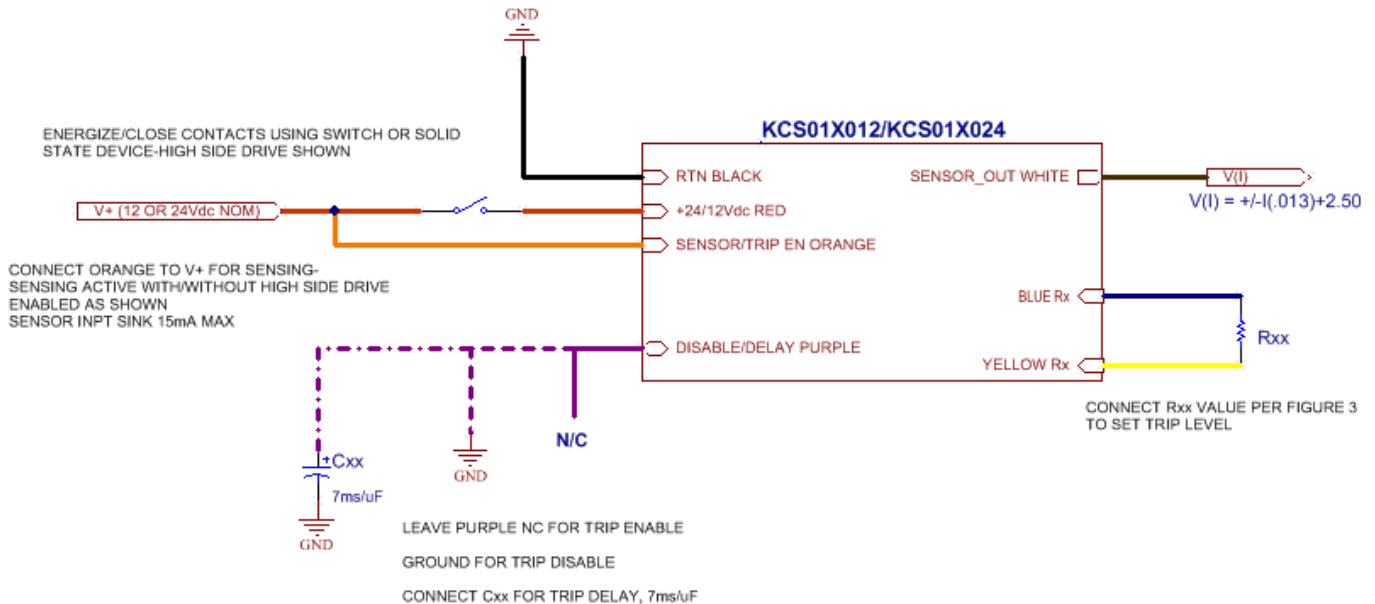 GND
ENERGIZE/CLOSE CONTACTS USING SWITCH OR SOLID
STATE DEVICE-HIGH SIDE DRIVE SHOWN
KCS01X012/KCS01X024
RTN BLACK
SENSOR_OUT WHITE
V(I)
V(I) = +/-I(.013)+2.50
V+ (12 OR 24Vdc NOM)
+24/12Vdc RED
SENSOR/TRIP EN ORANGE
CONNECT ORANGE TO V+ FOR SENSING-
SENSING ACTIVE WITH/WITHOUT HIGH SIDE DRIVE
ENABLED AS SHOWN
SENSOR INPT SINK 15mA MAX
BLUE Rx
Rxx
DISABLE/DELAY PURPLE
YELLOW Rx
CONNECT Rxx VALUE PER FIGURE 3
TO SET TRIP LEVEL
N/C
GND
+
Cxx
7ms/uF
GND
LEAVE PURPLE NC FOR TRIP ENABLE
GROUND FOR TRIP DISABLE
CONNECT Cxx FOR TRIP DELAY, 7ms/uF